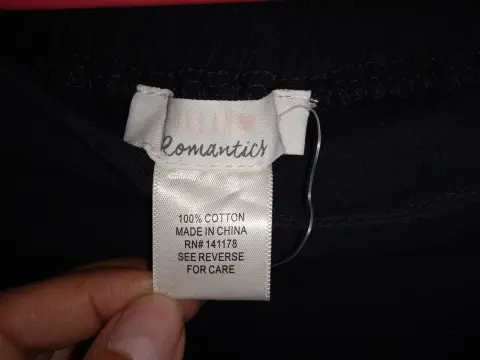 Romantics
100% COTTON
MADE IN CHINA
RN# 141178
SEE REVERSE
FOR CARE